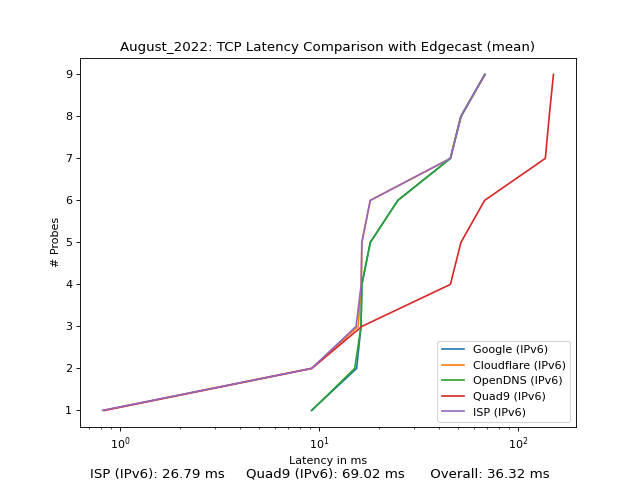 August_2022: TCP Latency Comparison with Edgecast (mean)
9
8
7
6
5
4
3
2
1
# Probes
Google (IPv6)
Cloudflare (IPv6)
OpenDNS (IPv6)
Quad9 (IPv6)
ISP (IPv6)
10⁰ 10¹ 10²
Latency in ms
ISP (IPv6): 26.79 ms Quad9 (IPv6): 69.02 ms Overall: 36.32 ms